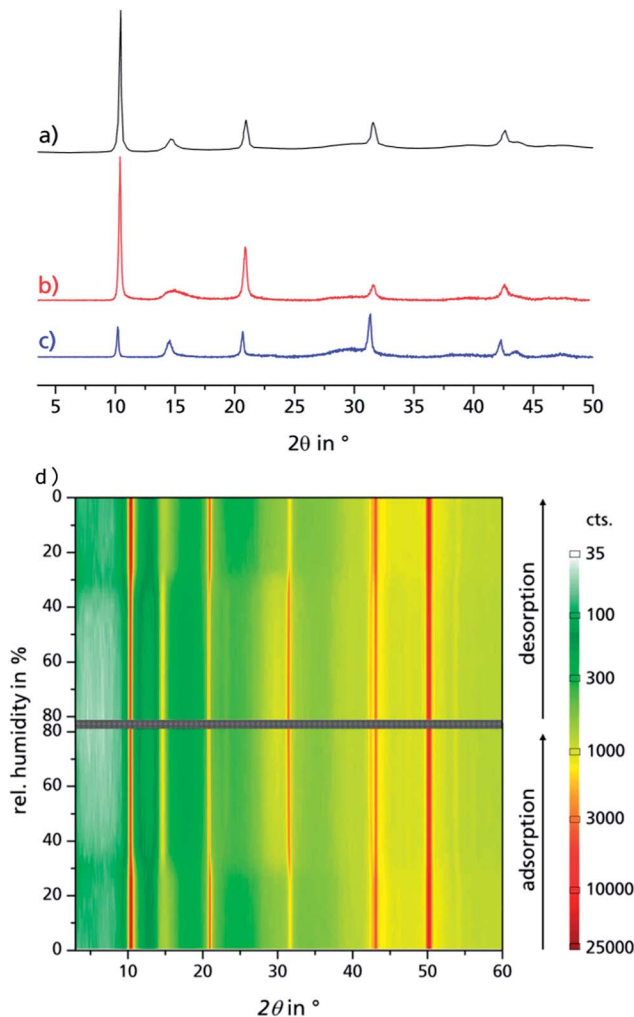 a)
b)
c)
5 10 15 20 25 30 35 40 45 50
2θ in °
d)
0
20
40
60
80
80
60
40
20
0
rel. humidity in %
10 20 30 40 50 60
2θ in °
desorption
adsorption
cts.
35
100
300
1000
3000
10000
25000